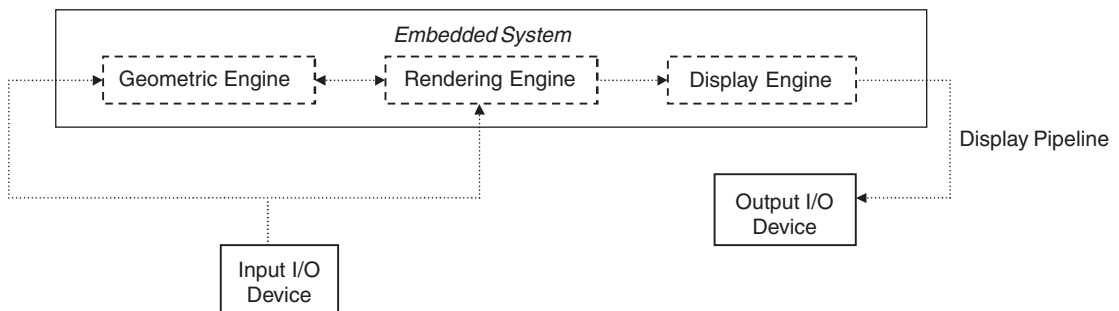 Embedded System
Geometric Engine
Rendering Engine
Display Engine
Display Pipeline
Output I/O
Device
Input I/O
Device